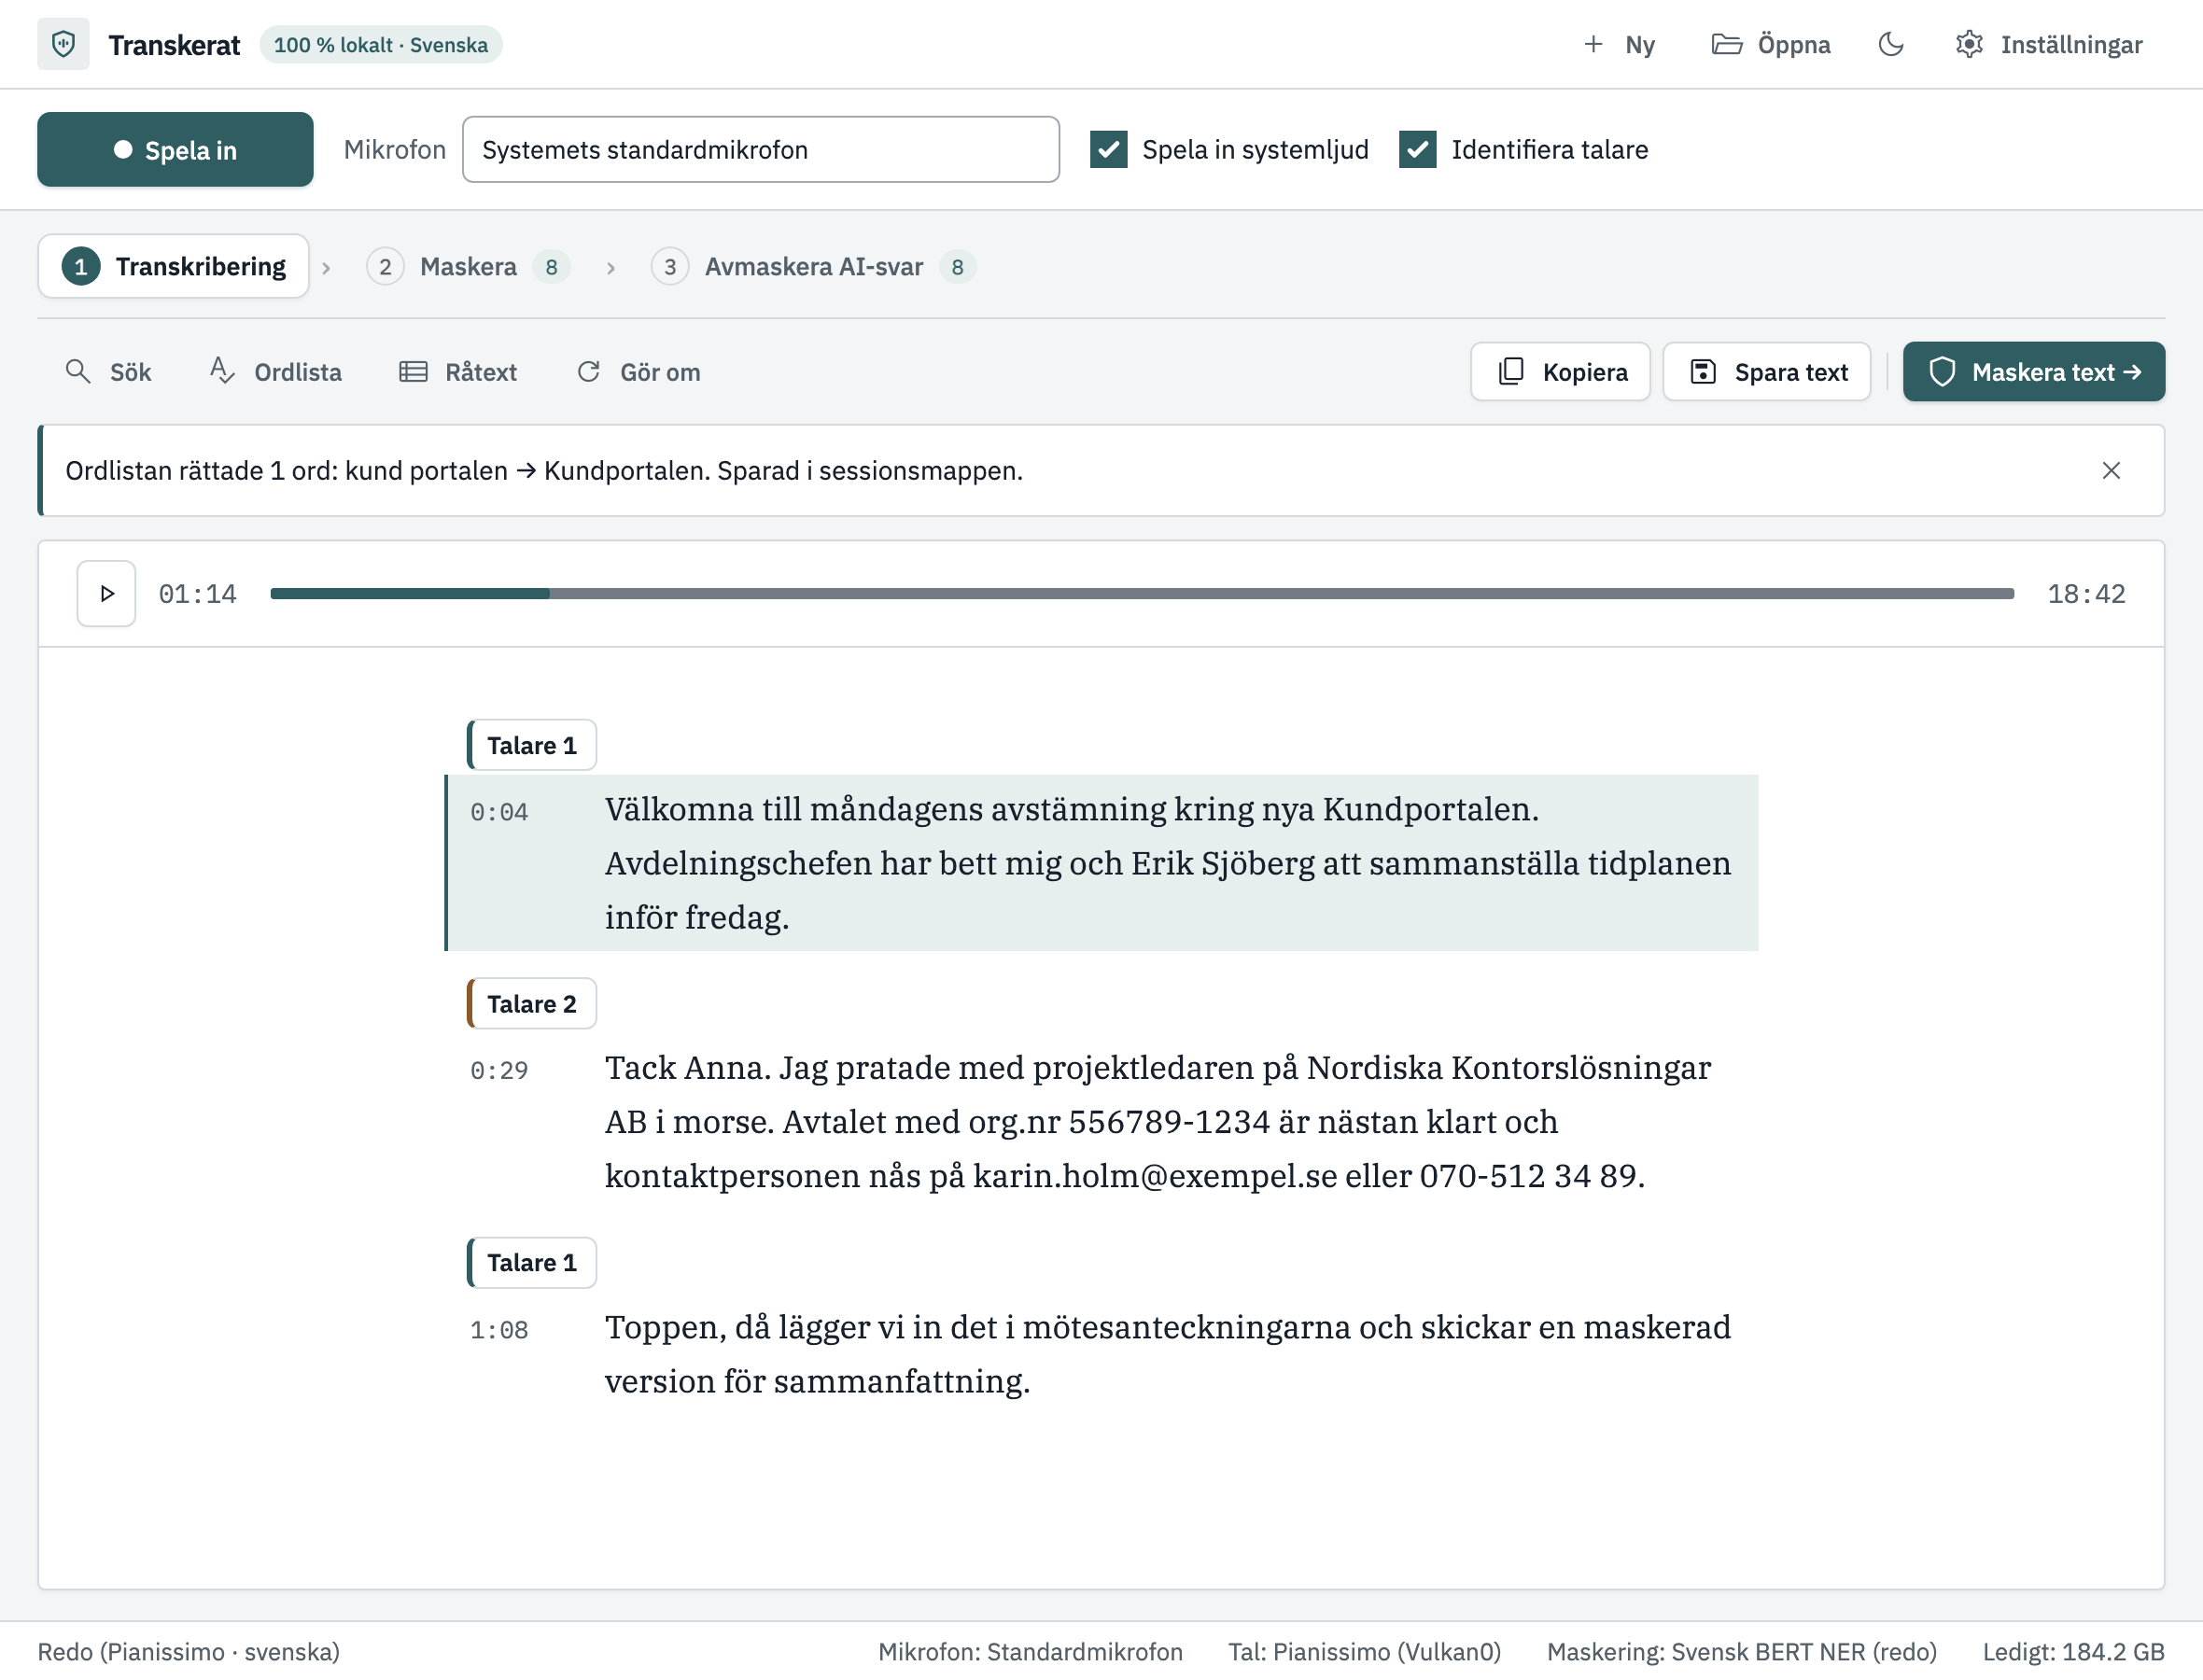 Transkerat 100 % lokalt · Svenska + Ny Öppna Inställningar
Spela in Mikrofon Systemets standardmikrofon Spela in systemljud Identifiera talare
1 Transkribering › 2 Maskera 8 › 3 Avmaskera AI-svar 8
Sök Ordlista Råtext Gör om Kopiera Spara text Maskera text →
Ordlistan rättade 1 ord: kund portalen → Kundportalen. Sparad i sessionsmappen.
01:14 18:42
Talare 1
0:04 Välkomna till måndagens avstämning kring nya Kundportalen.
Avdelningschefen har bett mig och Erik Sjöberg att sammanställa tidplanen
inför fredag.
Talare 2
0:29 Tack Anna. Jag pratade med projektledaren på Nordiska Kontorslösningar
AB i morse. Avtalet med org.nr 556789-1234 är nästan klart och
kontaktpersonen nås på karin.holm@exempel.se eller 070-512 34 89.
Talare 1
1:08 Toppen, då lägger vi in det i mötesanteckningarna och skickar en maskerad
version för sammanfattning.
Redo (Pianissimo · svenska) Mikrofon: Standardmikrofon Tal: Pianissimo (Vulkan0) Maskering: Svensk BERT NER (redo) Ledigt: 184.2 GB